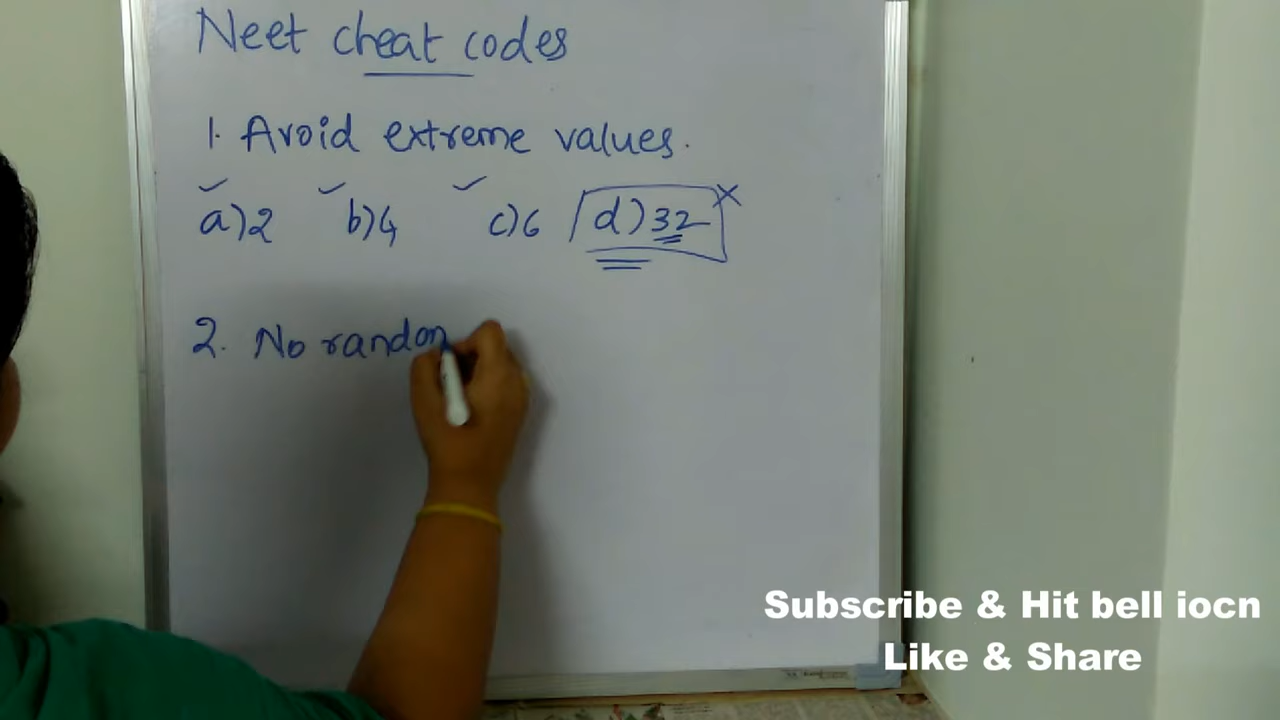 Neet cheat codes
1. Avoid extreme values.
a) 2 b) 4 c) 6 d) 32
2. No random
Subscribe & Hit bell iocn
Like & Share